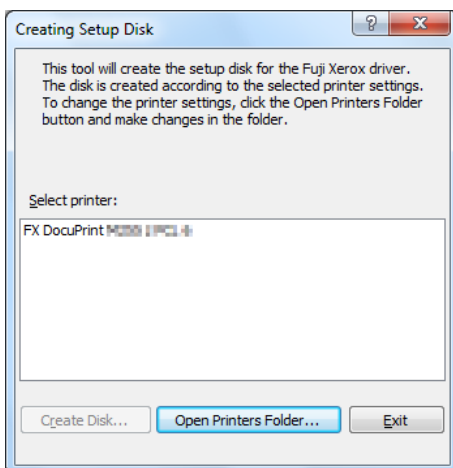 Creating Setup Disk
?
X
This tool will create the setup disk for the Fuji Xerox driver.
The disk is created according to the selected printer settings.
To change the printer settings, click the Open Printers Folder
button and make changes in the folder.
Select printer:
FX DocuPrint
Create Disk... Open Printers Folder... Exit